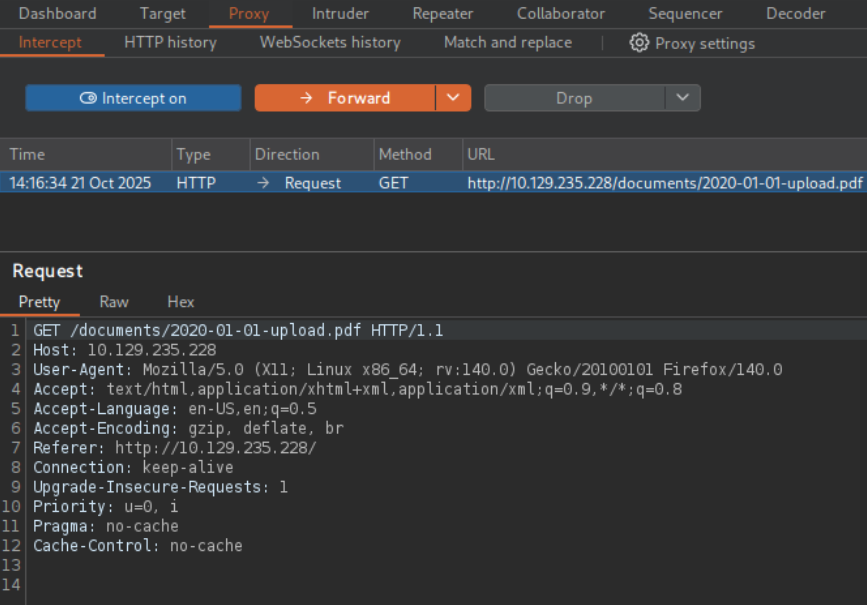 Dashboard Target Proxy Intruder Repeater Collaborator Sequencer Decoder
Intercept HTTP history WebSockets history Match and replace Proxy settings
Intercept on Forward Drop
Time Type Direction Method URL
14:16:34 21 Oct 2025 HTTP → Request GET http://10.129.235.228/documents/2020-01-01-upload.pdf
Request
Pretty Raw Hex
1 GET /documents/2020-01-01-upload.pdf HTTP/1.1
2 Host: 10.129.235.228
3 User-Agent: Mozilla/5.0 (X11; Linux x86_64; rv:140.0) Gecko/20100101 Firefox/140.0
4 Accept: text/html,application/xhtml+xml,application/xml;q=0.9,*/*;q=0.8
5 Accept-Language: en-US,en;q=0.5
6 Accept-Encoding: gzip, deflate, br
7 Referer: http://10.129.235.228/
8 Connection: keep-alive
9 Upgrade-Insecure-Requests: 1
10 Priority: u=0, i
11 Pragma: no-cache
12 Cache-Control: no-cache
13
14